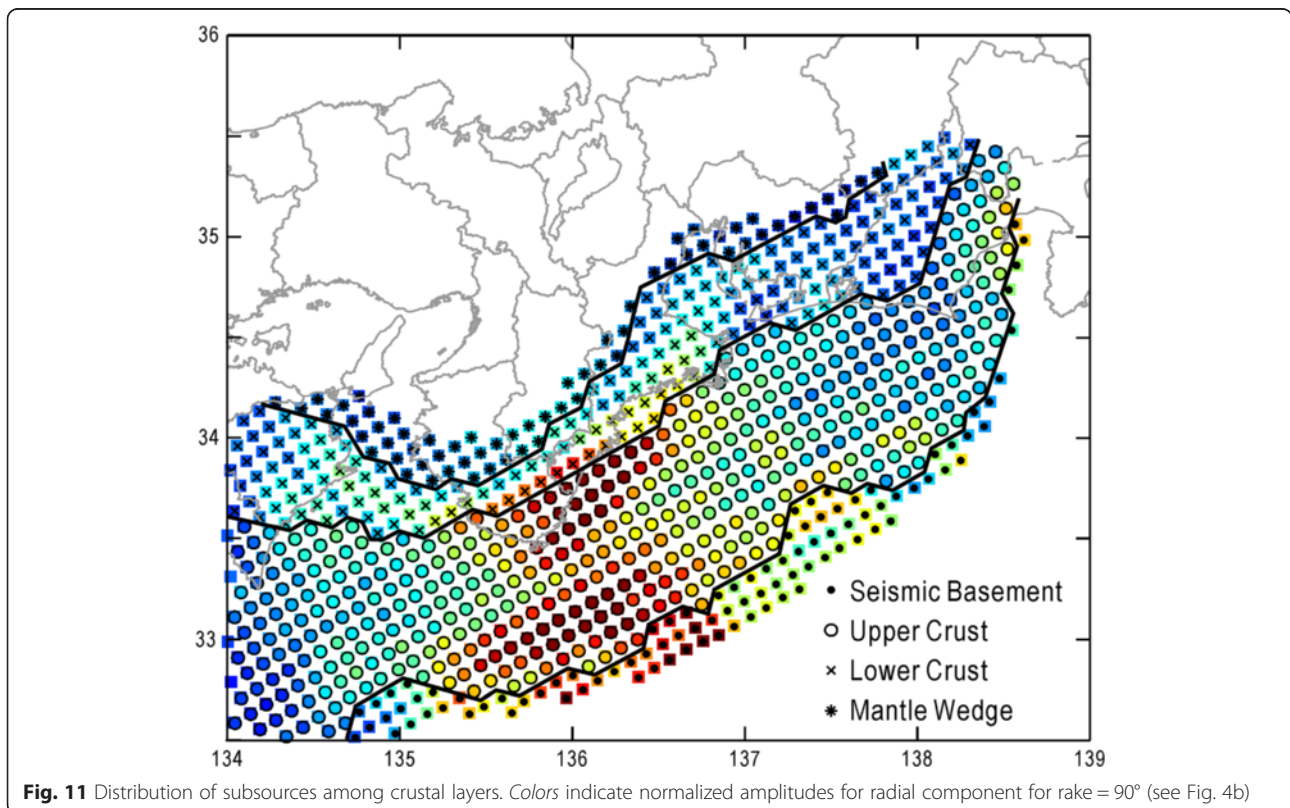 36
35
34
33
134
135
136
137
138
139
Seismic Basement
Upper Crust
Lower Crust
Mantle Wedge
Fig. 11 Distribution of subsources among crustal layers. Colors indicate normalized amplitudes for radial component for rake = 90° (see Fig. 4b)